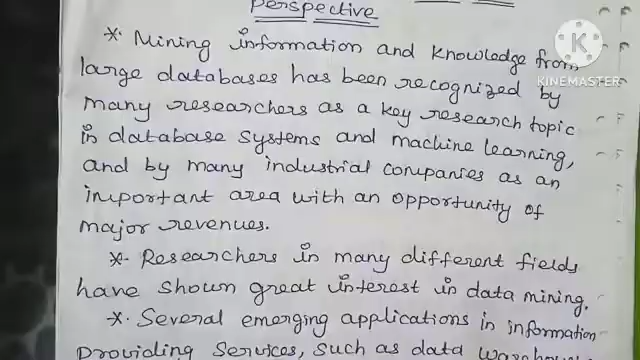 Perspective
* Mining information and knowledge from
KINEMASTER
large databases has been recognized by
many researchers as a key research topic
in database systems and machine learning,
and by many industrial companies as an
important area with an opportunity of
major revenues.
* Researchers in many different fields
have shown great interest in data mining.
* Several emerging applications in information
providing services, such as data